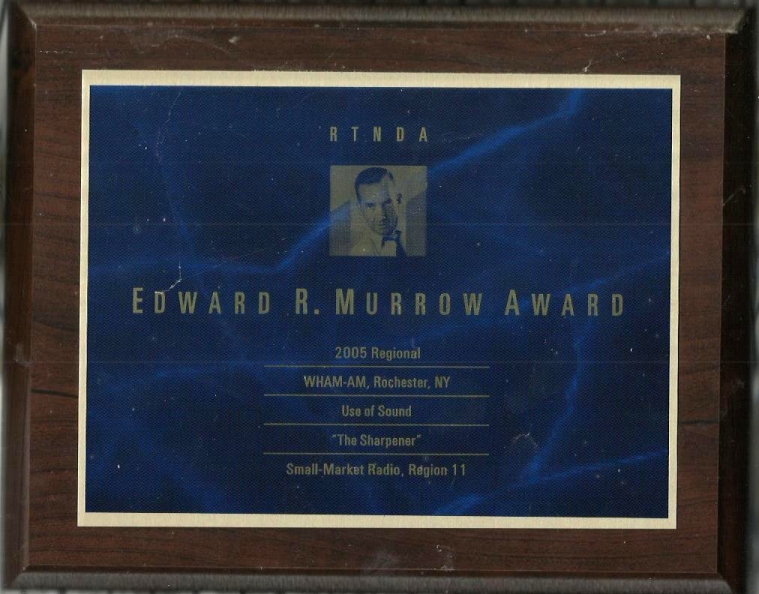 RTNDA
EDWARD R. MURROW AWARD
2005 Regional
WHAM-AM, Rochester, NY
Use of Sound
"The Sharpener"
Small-Market Radio, Region 11